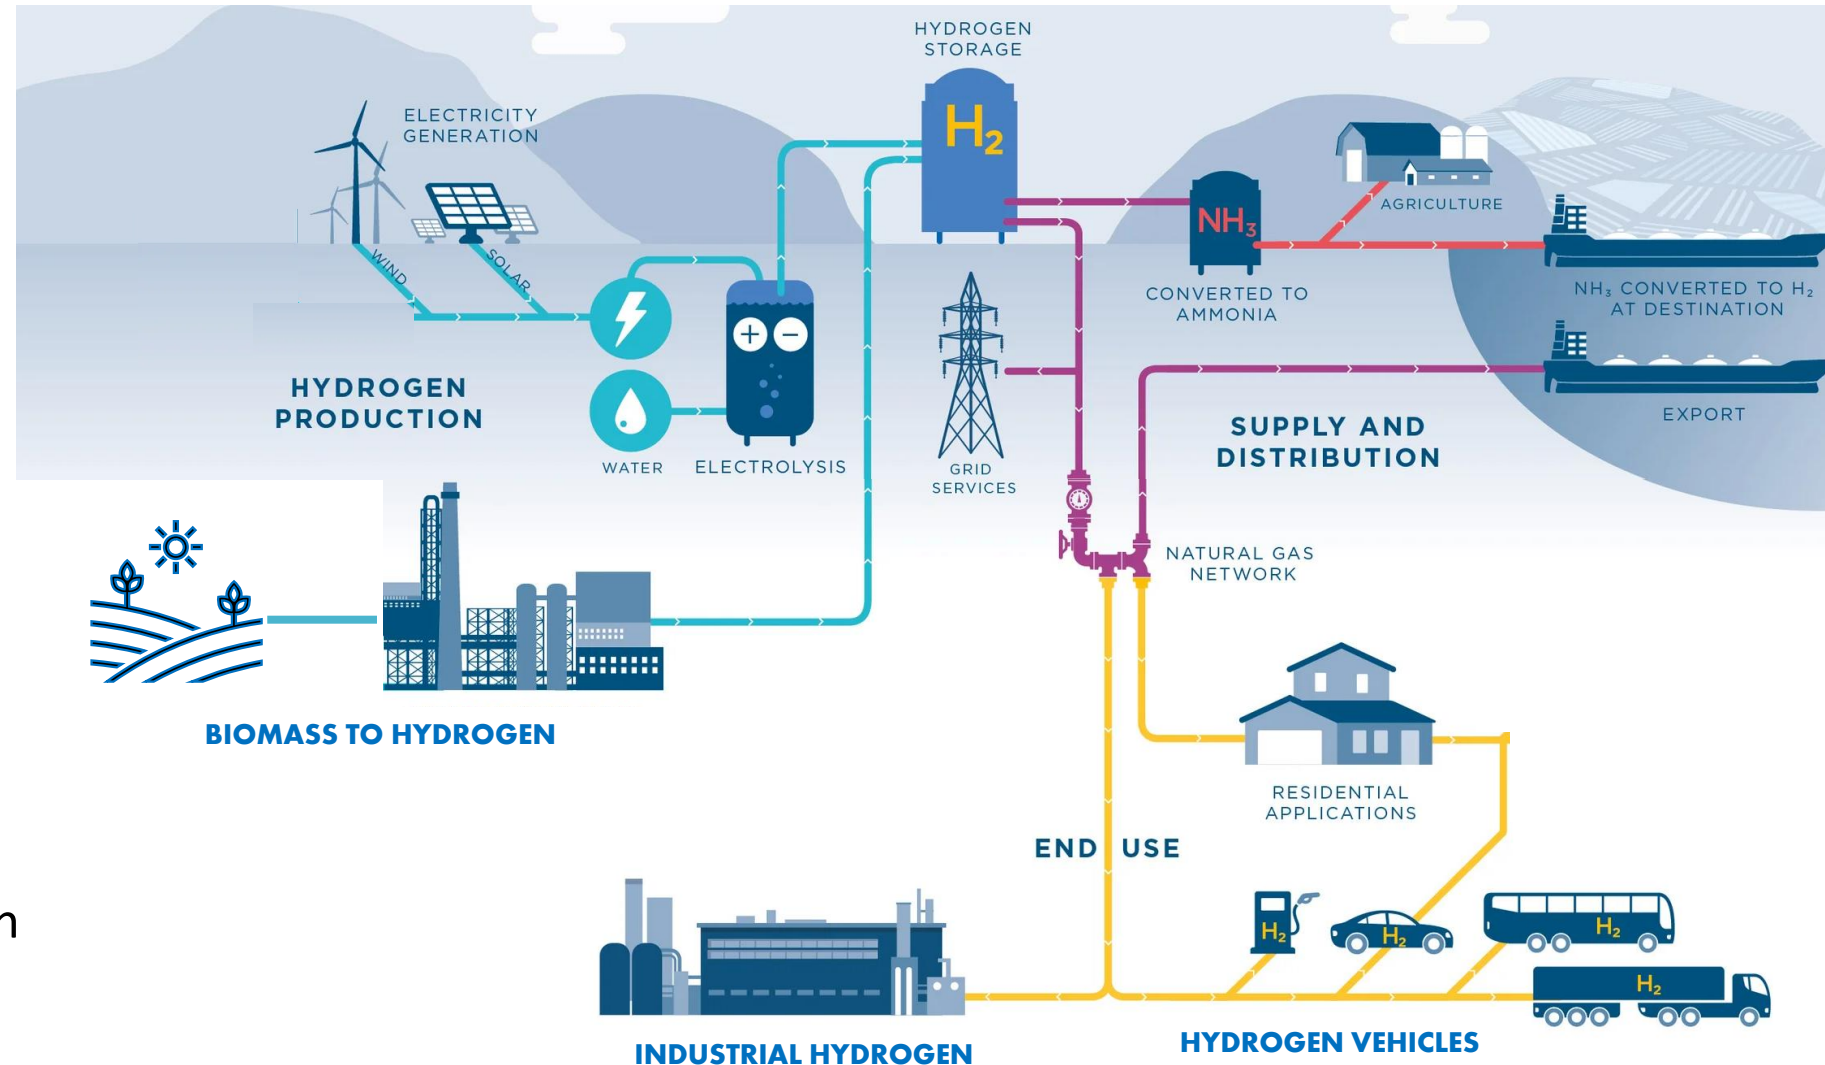 HYDROGEN
STORAGE
H₂
ELECTRICITY
GENERATION
WIND
SOLAR
HYDROGEN
PRODUCTION
WATER
ELECTROLYSIS
+ −
GRID
SERVICES
NH₃
CONVERTED TO
AMMONIA
AGRICULTURE
NH₃ CONVERTED TO H₂
AT DESTINATION
EXPORT
SUPPLY AND
DISTRIBUTION
NATURAL GAS
NETWORK
BIOMASS TO HYDROGEN
RESIDENTIAL
APPLICATIONS
END USE
n
H₂
H₂
H₂
H₂
INDUSTRIAL HYDROGEN
HYDROGEN VEHICLES